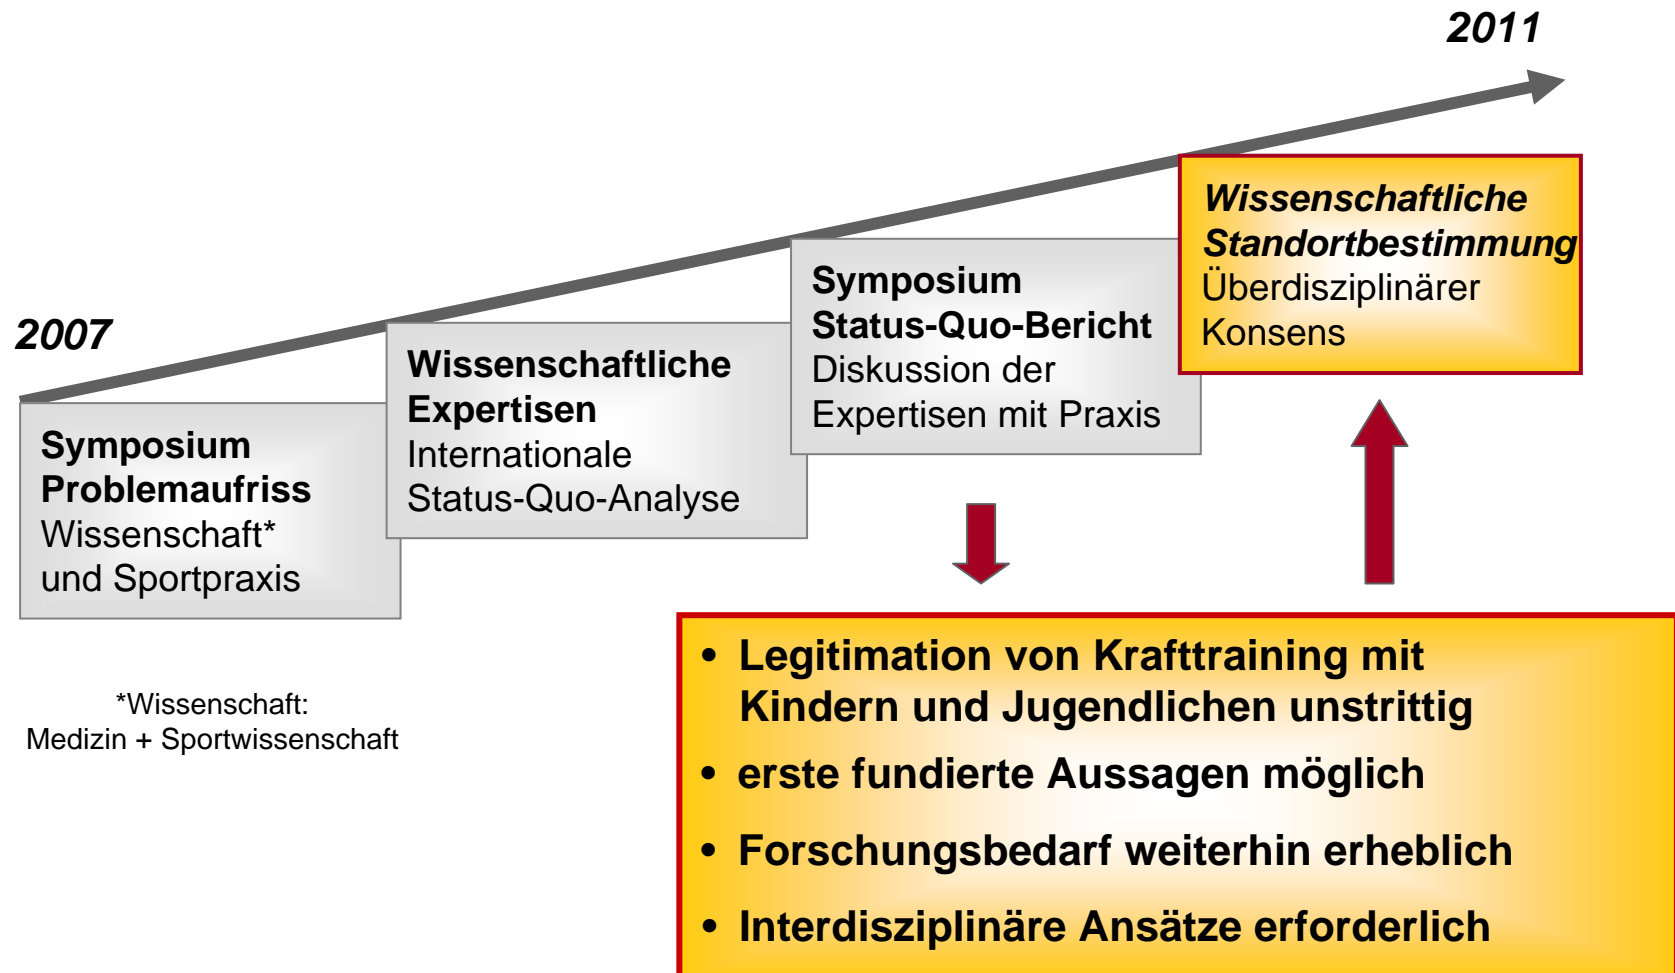 2011
2007
Symposium
Problemaufriss
Wissenschaft*
und Sportpraxis
Wissenschaftliche
Expertisen
Internationale
Status-Quo-Analyse
Symposium
Status-Quo-Bericht
Diskussion der
Expertisen mit Praxis
Wissenschaftliche
Standortbestimmung
Überdisziplinärer
Konsens
*Wissenschaft:
Medizin + Sportwissenschaft
• Legitimation von Krafttraining mit
Kindern und Jugendlichen unstrittig
• erste fundierte Aussagen möglich
• Forschungsbedarf weiterhin erheblich
• Interdisziplinäre Ansätze erforderlich